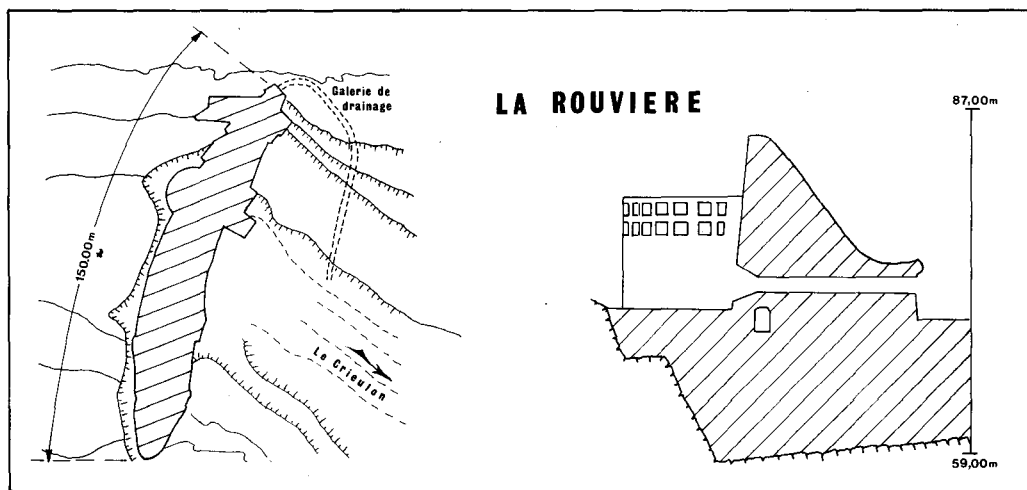 Galerie de
drainage
150.00m
Le Crieulon
LA ROUVIERE
87,00m
59,00m